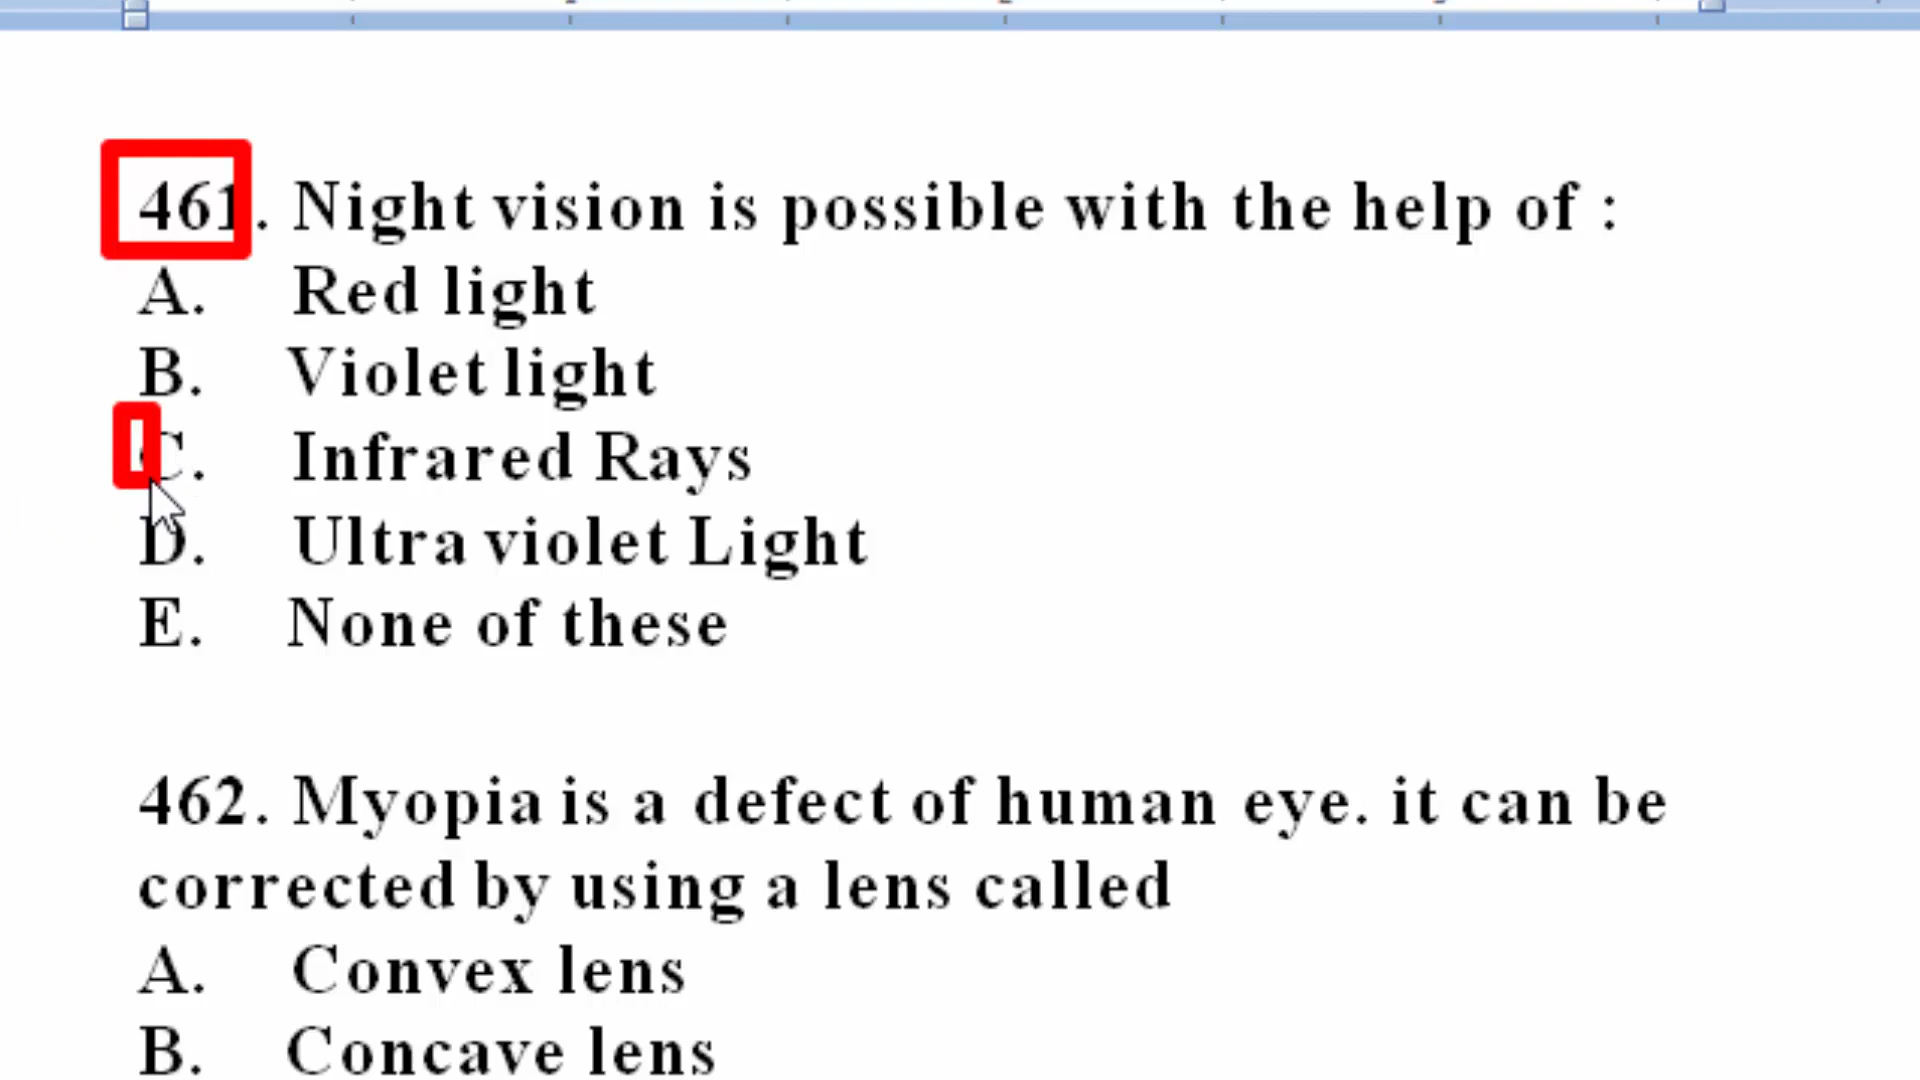 461. Night vision is possible with the help of :
A. Red light
B. Violet light
C. Infrared Rays
D. Ultra violet Light
E. None of these
462. Myopia is a defect of human eye. it can be
corrected by using a lens called
A. Convex lens
B. Concave lens